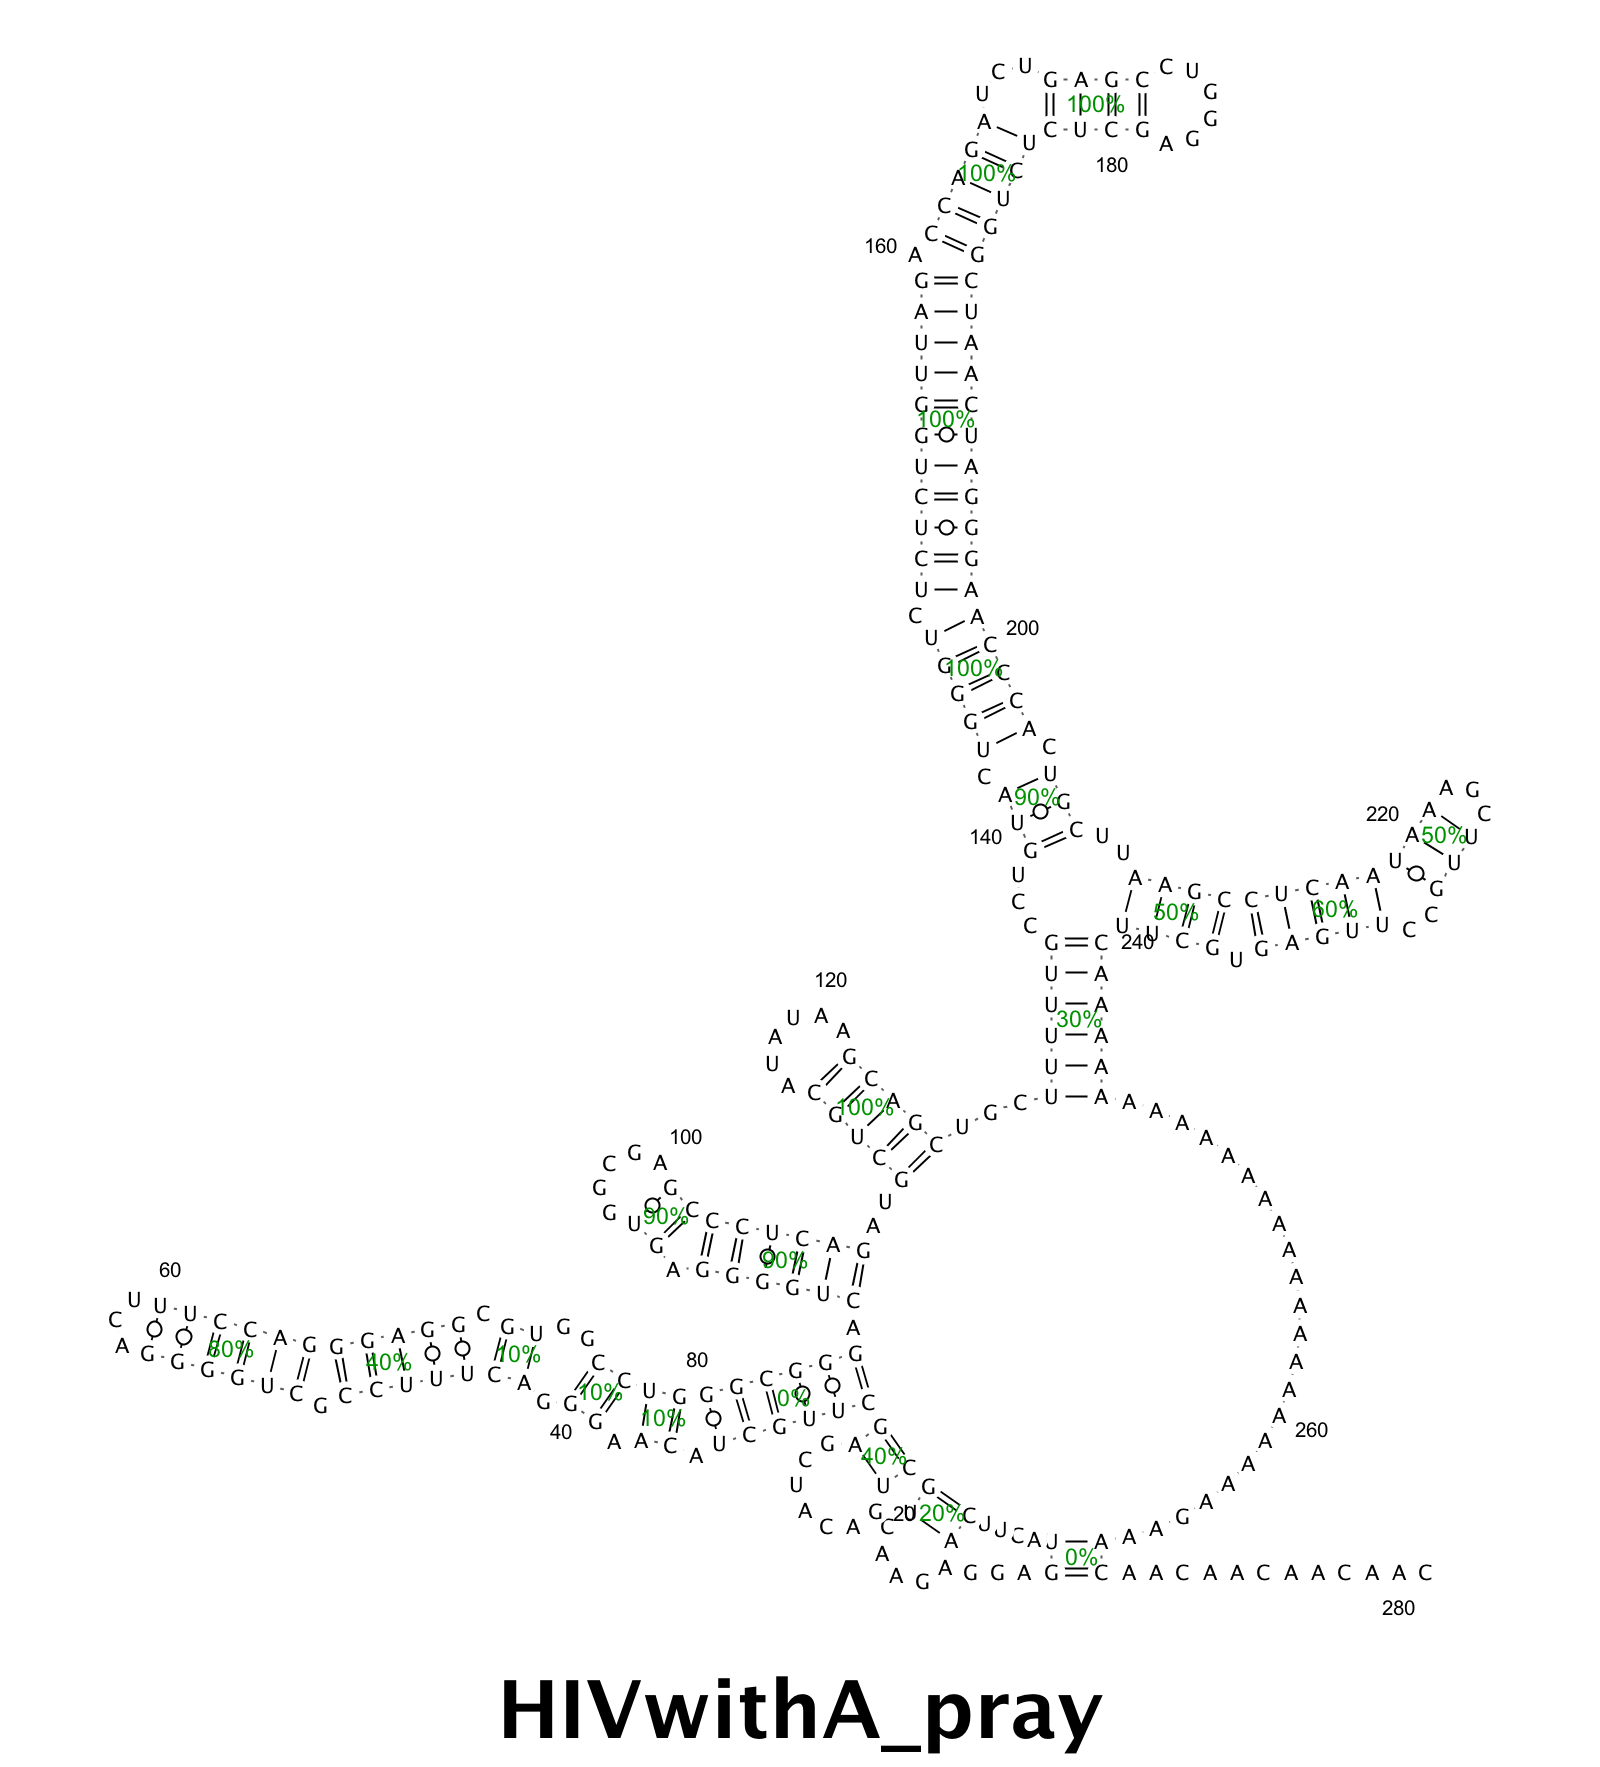 C U G A G C C U G G G A G C U C
100%
180
U A G A C C A
U C U G G
100%
160
G A U U G G U C U C U
C U A A C U A G G G A
100%
C U G G G U C
A C C C A C
200
100%
A U G U C C
U G C U U
90%
140
A A G C C U C A A U A A A G C U U G C C
U U C G U G A G U U
220
50%
50%
60%
240
G U U U U U
C A A A A A
30%
120
A U A U A A
G C A G C U G C
C G U C G U A
100%
100
G G C G A G C C C U C A G
U G A G G G G U C A
90%
90%
60
C U U U C C A G G G A G G C G U G G C C U G G G C G G G
A G G G G U C G C C U U U C A G G G A A C A U C G U U C
80%
40%
10%
10%
10%
0%
80
40
G C G C A U C
G A U G U A
C U A C A G C A A G A G G A G
40%
20
20%
0%
A A A A A A A A A A A A A A A A A A A G A A A
260
C A A C A A C A A C A A C
280
HIVwithA_pray